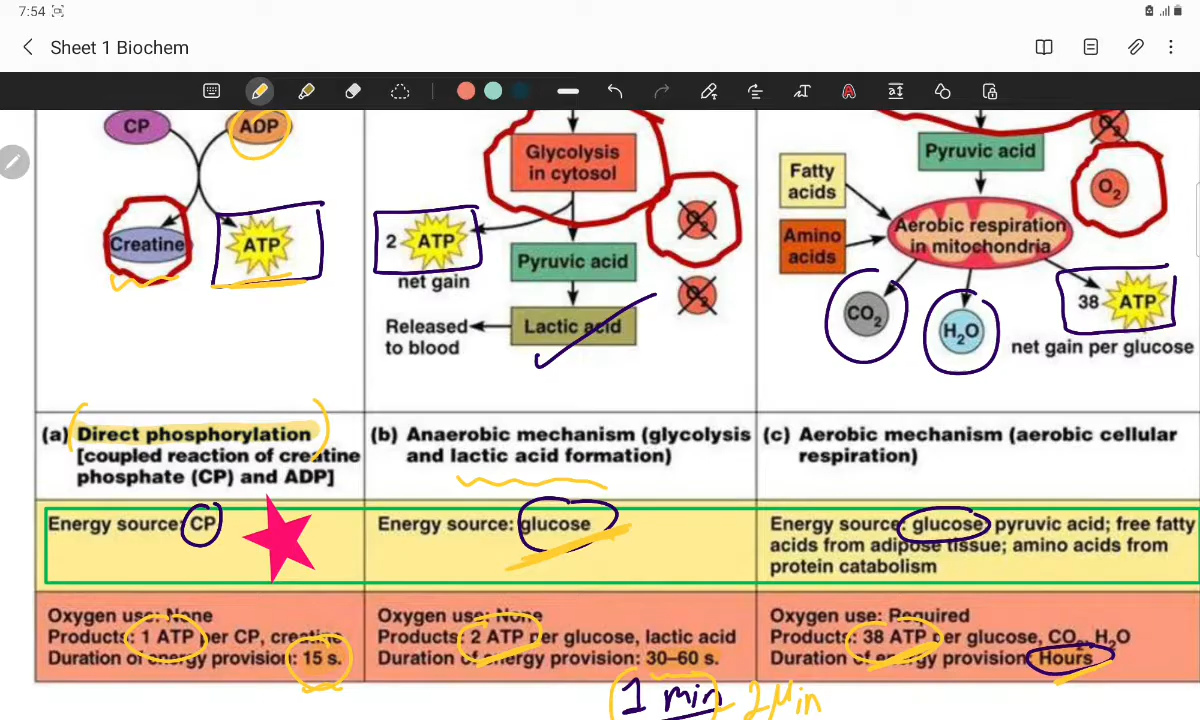 7:54
Sheet 1 Biochem
CP
ADP
Creatine
ATP
Glycolysis
in cytosol
O₂
2 ATP
net gain
Pyruvic acid
O₂
Lactic acid
Released
to blood
O₂
Pyruvic acid
O₂
Fatty
acids
Amino
acids
Aerobic respiration
in mitochondria
CO₂
H₂O
38 ATP
net gain per glucose
(a) Direct phosphorylation
[coupled reaction of creatine
phosphate (CP) and ADP]
(b) Anaerobic mechanism (glycolysis
and lactic acid formation)
(c) Aerobic mechanism (aerobic cellular
respiration)
Energy source: CP
Energy source: glucose
Energy source: glucose; pyruvic acid; free fatty
acids from adipose tissue; amino acids from
protein catabolism
Oxygen use: None
Products: 1 ATP per CP, creatine
Duration of energy provision: 15 s.
Oxygen use: None
Products: 2 ATP per glucose, lactic acid
Duration of energy provision: 30–60 s.
Oxygen use: Required
Products: 38 ATP per glucose, CO₂, H₂O
Duration of energy provision: Hours
1 min - 2 Min